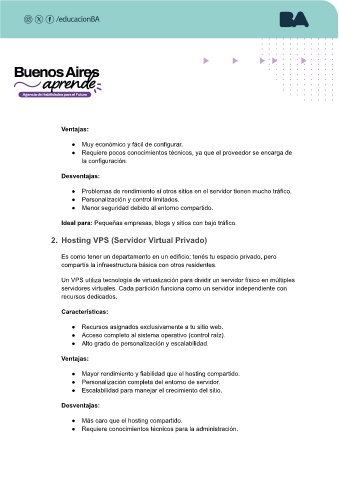 /educacionBA
BA
Buenos Aires
aprende
Agencia de Habilidades para el Futuro
Ventajas:
● Muy económico y fácil de configurar.
● Requiere pocos conocimientos técnicos, ya que el proveedor se encarga de
la configuración.
Desventajas:
● Problemas de rendimiento si otros sitios en el servidor tienen mucho tráfico.
● Personalización y control limitados.
● Menor seguridad debido al entorno compartido.
Ideal para: Pequeñas empresas, blogs y sitios con bajo tráfico.
2. Hosting VPS (Servidor Virtual Privado)
Es como tener un departamento en un edificio: tenés tu espacio privado, pero
compartís la infraestructura básica con otros residentes.
Un VPS utiliza tecnología de virtualización para dividir un servidor físico en múltiples
servidores virtuales. Cada partición funciona como un servidor independiente con
recursos dedicados.
Características:
● Recursos asignados exclusivamente a tu sitio web.
● Acceso completo al sistema operativo (control raíz).
● Alto grado de personalización y escalabilidad.
Ventajas:
● Mayor rendimiento y fiabilidad que el hosting compartido.
● Personalización completa del entorno de servidor.
● Escalabilidad para manejar el crecimiento del sitio.
Desventajas:
● Más caro que el hosting compartido.
● Requiere conocimientos técnicos para la administración.